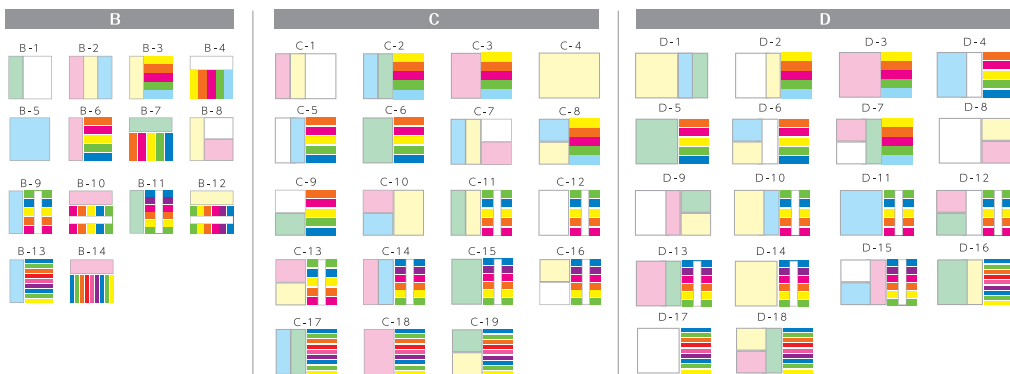 B
C
D
B-1 B-2 B-3 B-4
B-5 B-6 B-7 B-8
B-9 B-10 B-11 B-12
B-13 B-14
C-1 C-2 C-3 C-4
C-5 C-6 C-7 C-8
C-9 C-10 C-11 C-12
C-13 C-14 C-15 C-16
C-17 C-18 C-19
D-1 D-2 D-3 D-4
D-5 D-6 D-7 D-8
D-9 D-10 D-11 D-12
D-13 D-14 D-15 D-16
D-17 D-18